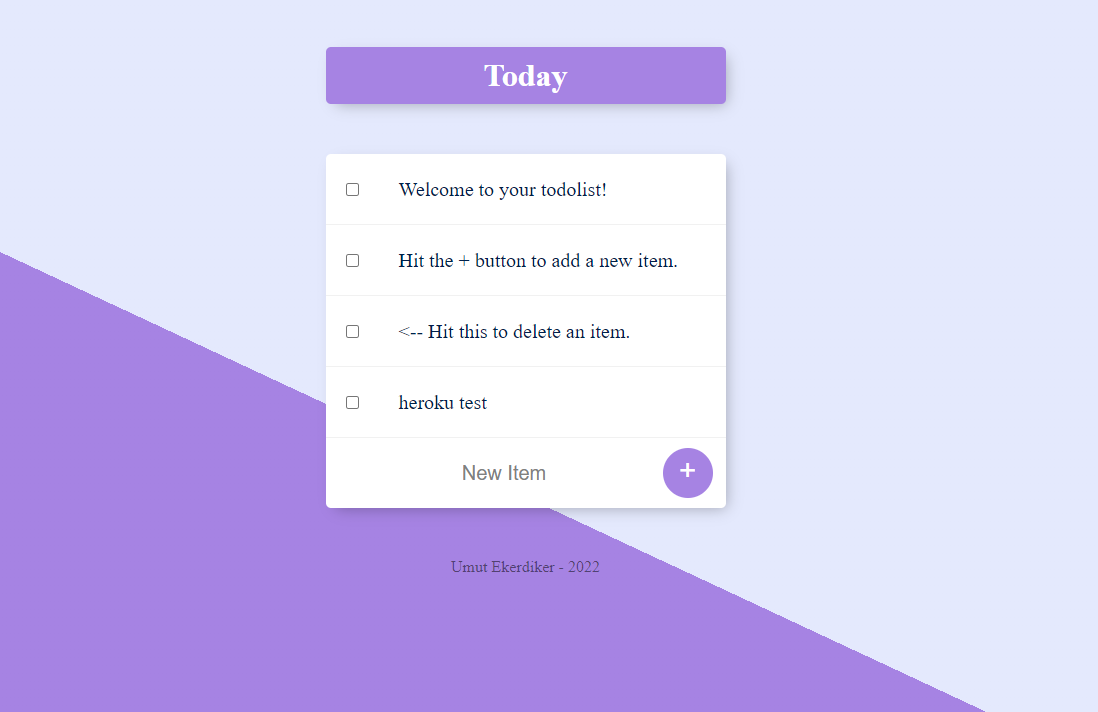 Today
Welcome to your todolist!
Hit the + button to add a new item.
<-- Hit this to delete an item.
heroku test
New Item +
Umut Ekerdiker - 2022